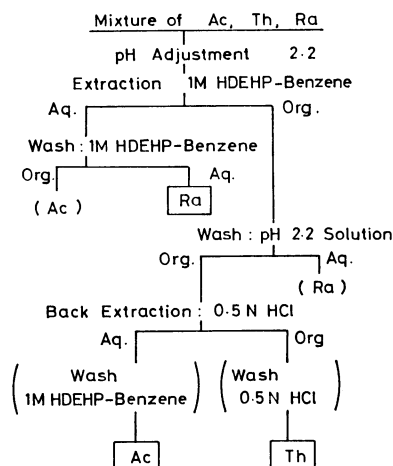 Mixture of Ac, Th, Ra
pH Adjustment 2.2
Extraction 1M HDEHP-Benzene
Aq. Org.
Wash: 1M HDEHP-Benzene
Org. Aq.
(Ac) Ra
Wash: pH 2.2 Solution
Org. Aq.
(Ra)
Back Extraction: 0.5N HCl
Aq. Org
(Wash (Wash
1M HDEHP-Benzene) 0.5N HCl)
Ac Th